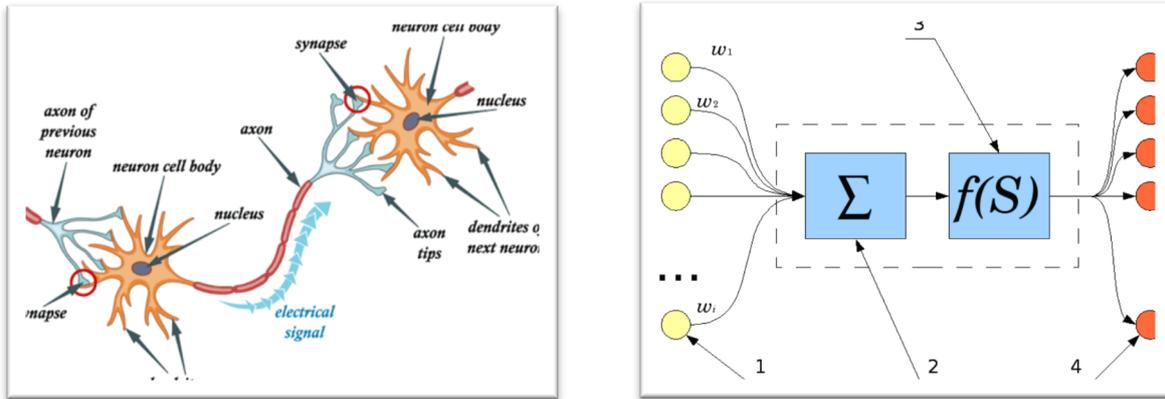 neuron cell body
synapse
nucleus
axon of
previous
neuron
axon
neuron cell body
nucleus
axon
tips
dendrites o
next neuro
electrical
signal
napse
3
w1
w2
Σ
f(S)
...
wi
1
2
4